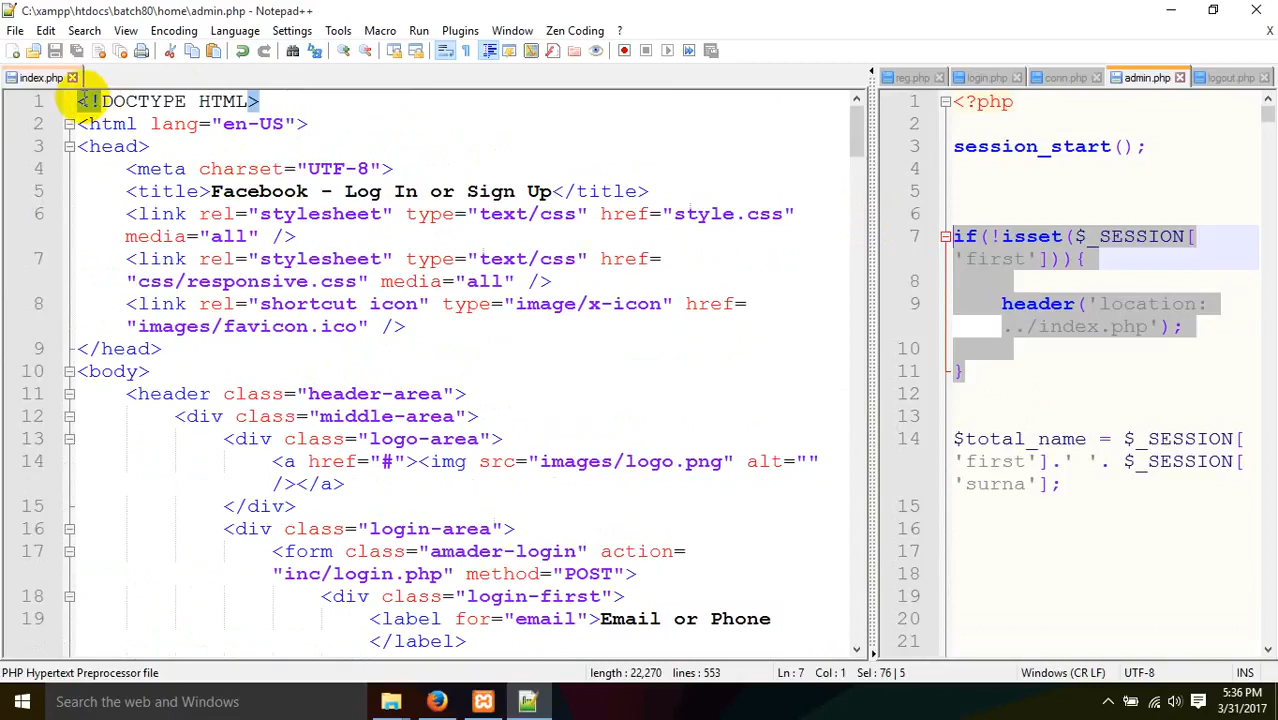 C:\xampp\htdocs\batch80\home\admin.php - Notepad++
File Edit Search View Encoding Language Settings Tools Macro Run Plugins Window Zen Coding ?
X
index.php
reg.php login.php conn.php admin.php logout.php
1 <!DOCTYPE HTML>
2 <html lang="en-US">
3 <head>
4 <meta charset="UTF-8">
5 <title>Facebook - Log In or Sign Up</title>
6 <link rel="stylesheet" type="text/css" href="style.css"
media="all" />
7 <link rel="stylesheet" type="text/css" href=
"css/responsive.css" media="all" />
8 <link rel="shortcut icon" type="image/x-icon" href=
"images/favicon.ico" />
9 </head>
10 <body>
11 <header class="header-area">
12 <div class="middle-area">
13 <div class="logo-area">
14 <a href="#"><img src="images/logo.png" alt=""
/></a>
15 </div>
16 <div class="login-area">
17 <form class="amader-login" action=
"inc/login.php" method="POST">
18 <div class="login-first">
19 <label for="email">Email or Phone
</label>
1 <?php
2
3 session_start();
4
5
6
7 if(!isset($_SESSION[
'first'])){
8
9 header('location:
../index.php');
10
11 }
12
13
14 $total_name = $_SESSION[
'first'].' '. $_SESSION[
'surna'];
15
16
17
18
19
20
21
PHP Hypertext Preprocessor file length : 22,270 lines : 553 Ln : 7 Col : 1 Sel : 76 | 5 Windows (CR LF) UTF-8 INS
Search the web and Windows
5:36 PM
3/31/2017